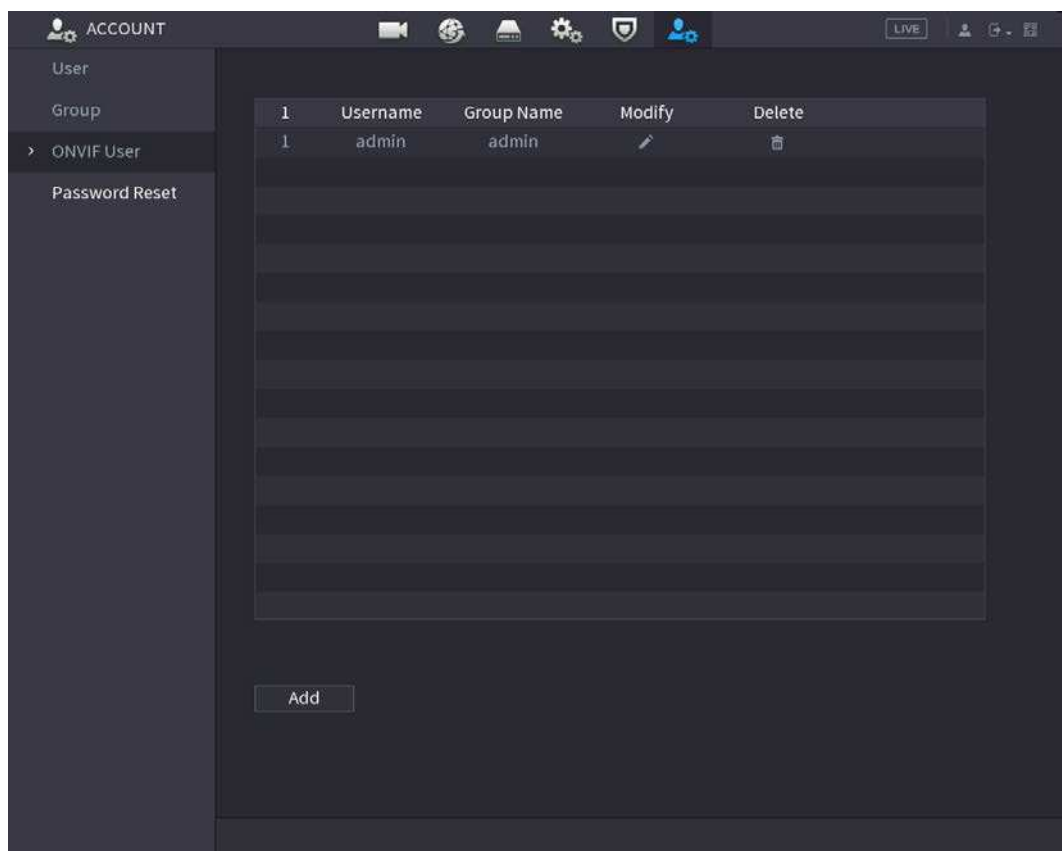 ACCOUNT LIVE
User
Group
ONVIF User
Password Reset
1 Username Group Name Modify Delete
1 admin admin
Add